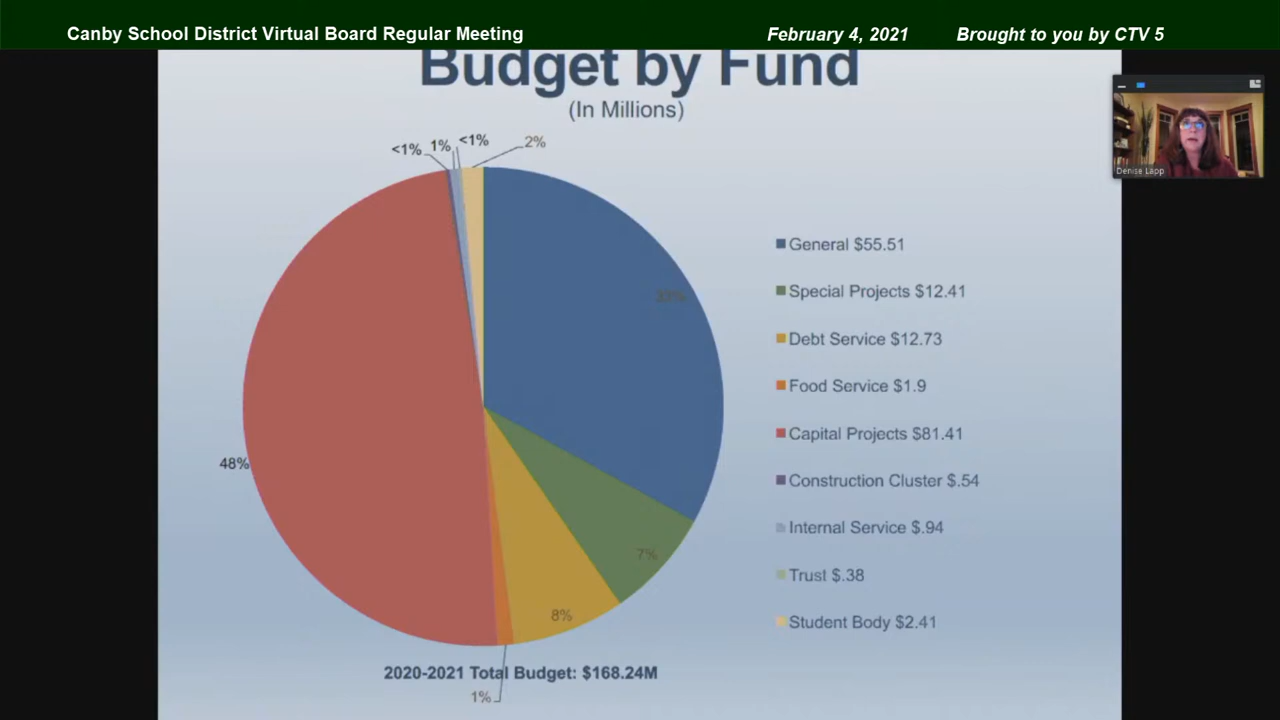 Canby School District Virtual Board Regular Meeting February 4, 2021 Brought to you by CTV 5
Budget by Fund
(In Millions)
<1% 1% <1% 2%
Denise Lapp
General $55.51
Special Projects $12.41
Debt Service $12.73
Food Service $1.9
Capital Projects $81.41
48%
Construction Cluster $.54
Internal Service $.94
7%
Trust $.38
8%
Student Body $2.41
2020-2021 Total Budget: $168.24M
1%